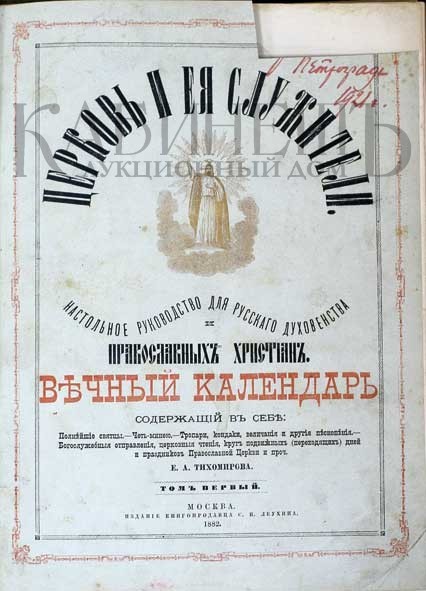 г. Петроградъ
1921 г.
КАБИНЕТЪ
АУКЦИОННЫЙ ДОМ
ЦЕРКОВЬ И ЕЯ СЛУЖИТЕЛИ.
НАСТОЛЬНОЕ РУКОВОДСТВО ДЛЯ РУССКАГО ДУХОВЕНСТВА
И
ПРАВОСЛАВНЫХЪ ХРИСТІАНЪ.
ВѢЧНЫЙ КАЛЕНДАРЬ
СОДЕРЖАЩІЙ ВЪ СЕБѢ:
Полнѣйшіе святцы.—Четь-минею,—Тропари, кондаки, величанія и другія пѣснопѣнія.—
Богослужебныя отправленія, церковныя чтенія, кругъ подвижныхъ (переходящихъ) дней
и праздниковъ Православной Церкви и проч.
Е. А. ТИХОМИРОВА.
ТОМЪ ПЕРВЫЙ.
МОСКВА.
ИЗДАНІЕ КНИГОПРОДАВЦА С. И. ЛЕУХИНА.
1882.